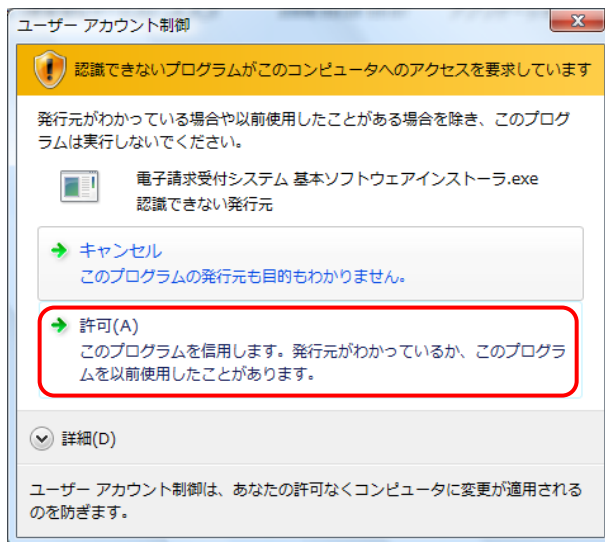 ユーザー アカウント制御
認識できないプログラムがこのコンピュータへのアクセスを要求しています
発行元がわかっている場合や以前使用したことがある場合を除き、このプログ
ラムは実行しないでください。
電子請求受付システム 基本ソフトウェアインストーラ.exe
認識できない発行元
キャンセル
このプログラムの発行元も目的もわかりません。
許可(A)
このプログラムを信用します。発行元がわかっているか、このプログラ
ムを以前使用したことがあります。
詳細(D)
ユーザー アカウント制御は、あなたの許可なくコンピュータに変更が適用される
のを防ぎます。